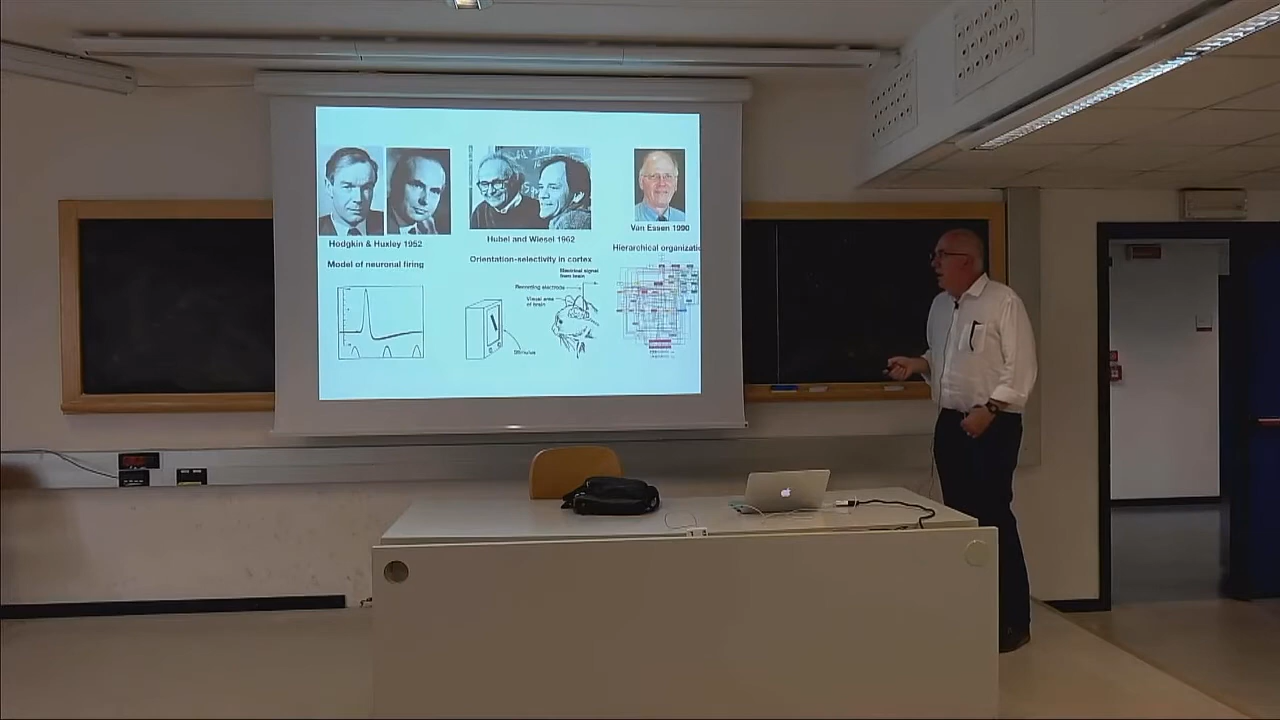 Hodgkin & Huxley 1952
Model of neuronal firing
Hubel and Wiesel 1962
Orientation-selectivity in cortex
Electrical signal
from brain
Recording electrode
Visual area
of brain
Stimulus
Van Essen 1990
Hierarchical organizatio